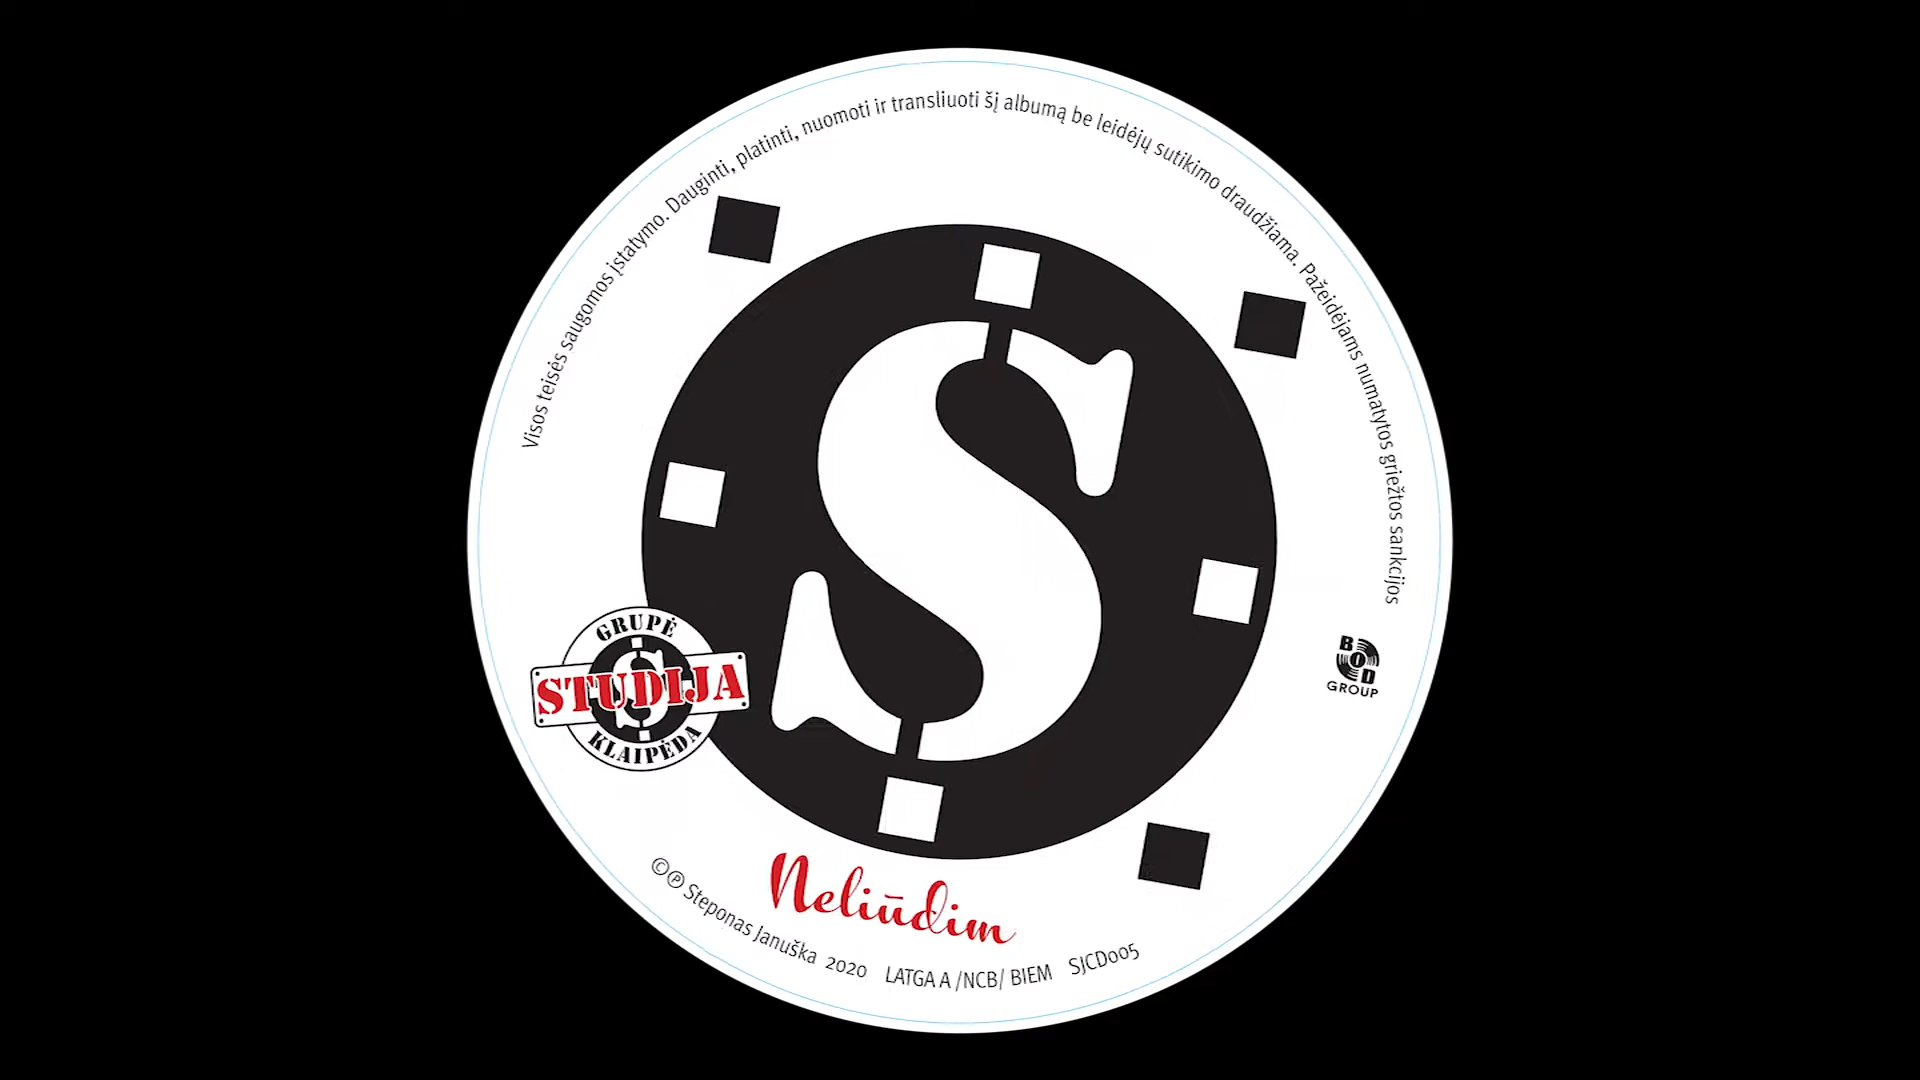 Visos teisės saugomos įstatymo. Dauginti, platinti, nuomoti ir transliuoti šį albumą be leidėjų sutikimo draudžiama. Pažeidėjams numatytos griežtos sankcijos
S
GRUPĖ
S
STUDIJA
KLAIPĖDA
BOD
GROUP
Neliūdim
©℗ Steponas Januška 2020 LATGA A /NCB/ BIEM SJCD005